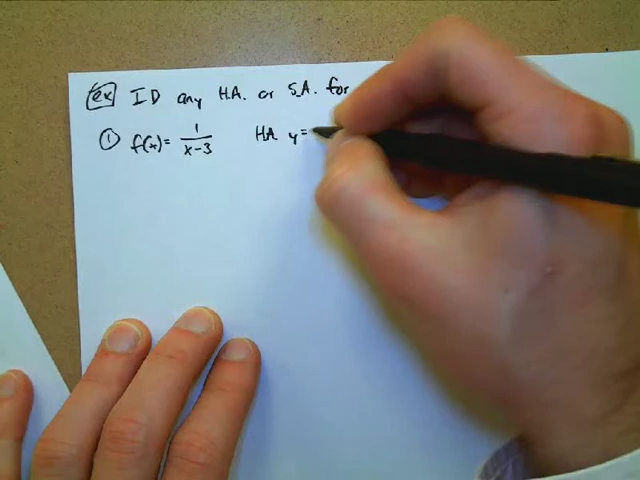 ex ID any H.A. or S.A. for
① f(x) = 1/(x-3) HA y=